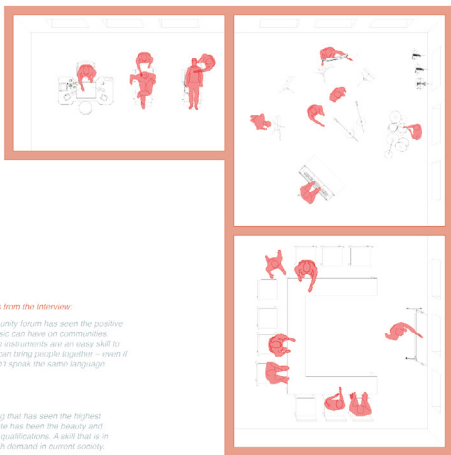 from the Interview:
unity forum has seen the positive
sic can have on communities.
instruments are an easy skill to
can bring people together – even if
't speak the same language
g that has seen the highest
le has been the beauty and
qualifications. A skill that is in
h demand in current society.